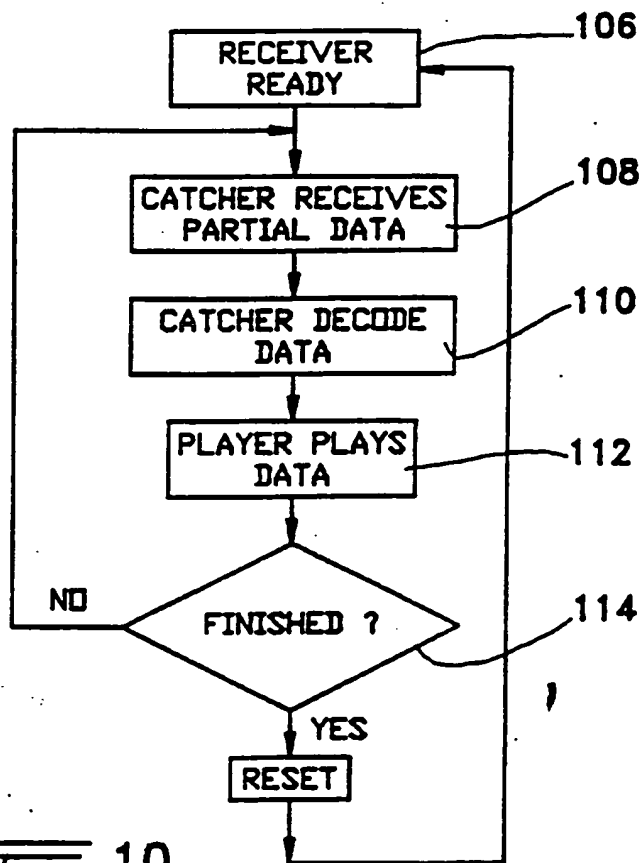 RECEIVER
READY
106
CATCHER RECEIVES
PARTIAL DATA
108
CATCHER DECODE
DATA
110
PLAYER PLAYS
DATA
112
FINISHED ?
114
NO
YES
RESET
10